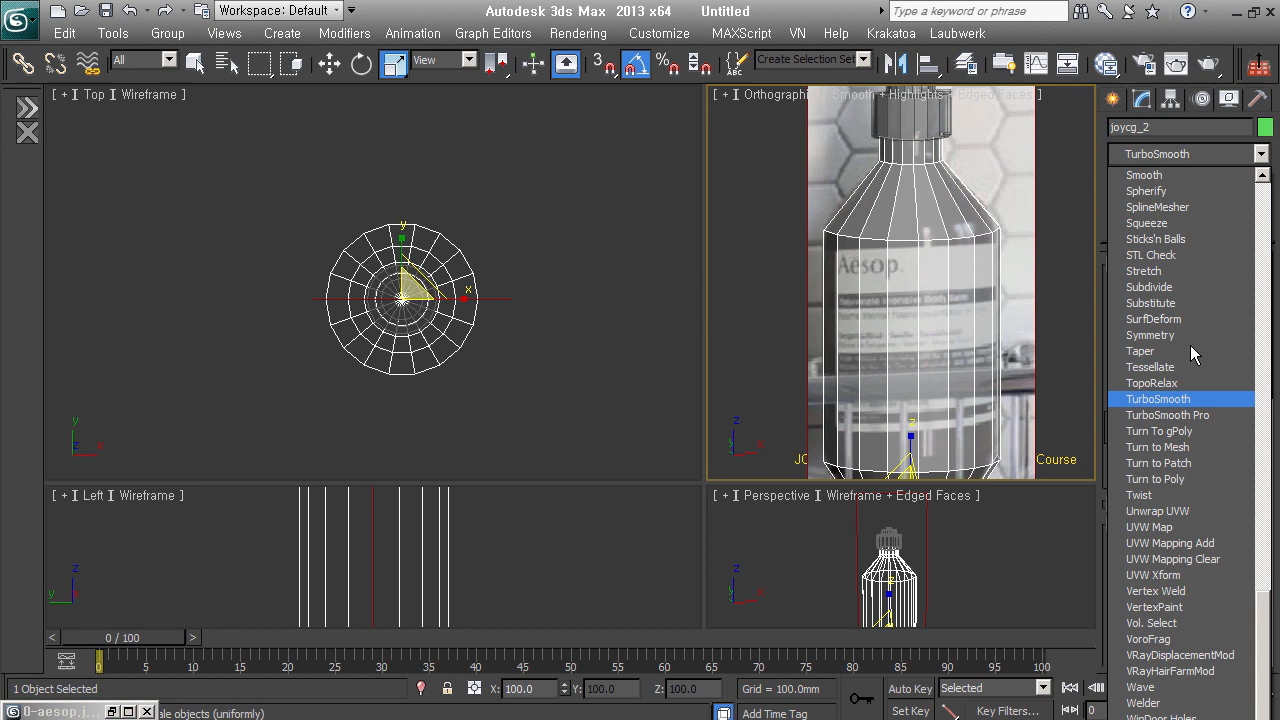 Workspace: Default
Autodesk 3ds Max 2013 x64 Untitled
Type a keyword or phrase
Edit Tools Group Views Create Modifiers Animation Graph Editors Rendering Customize MAXScript VN Help Krakatoa Laubwerk
All
View
3
%
Create Selection Set
[ + ] Top ] Wireframe ]
joycg_2
TurboSmooth
Smooth
Spherify
SplineMesher
Squeeze
Sticks'n Balls
STL Check
Stretch
Subdivide
Substitute
SurfDeform
Symmetry
Taper
Tessellate
TopoRelax
TurboSmooth
TurboSmooth Pro
Turn To gPoly
Turn to Mesh
Turn to Patch
Turn to Poly
Twist
Unwrap UVW
UVW Map
UVW Mapping Add
UVW Mapping Clear
UVW Xform
Vertex Weld
VertexPaint
Vol. Select
VoroFrag
VRayDisplacementMod
VRayHairFarmMod
Wave
Welder
WinDoor Holes
Aesop.
y
x
z
y
z
x
z
x
JC
Course
[ + ] Left ] Wireframe ]
[ + ] Perspective ] Wireframe + Edged Faces ]
z
y
x
z
y
x
z
< 0 / 100 >
0 5 10 15 20 25 30 35 40 45 50 55 60 65 70 75 80 85 90 95 100
1 Object Selected
X: 100.0 Y: 100.0 Z: 100.0
Grid = 100.0mm
Auto Key
Selected
0-aesop.j...
ale objects (uniformly)
Add Time Tag
Set Key
Key Filters...
0